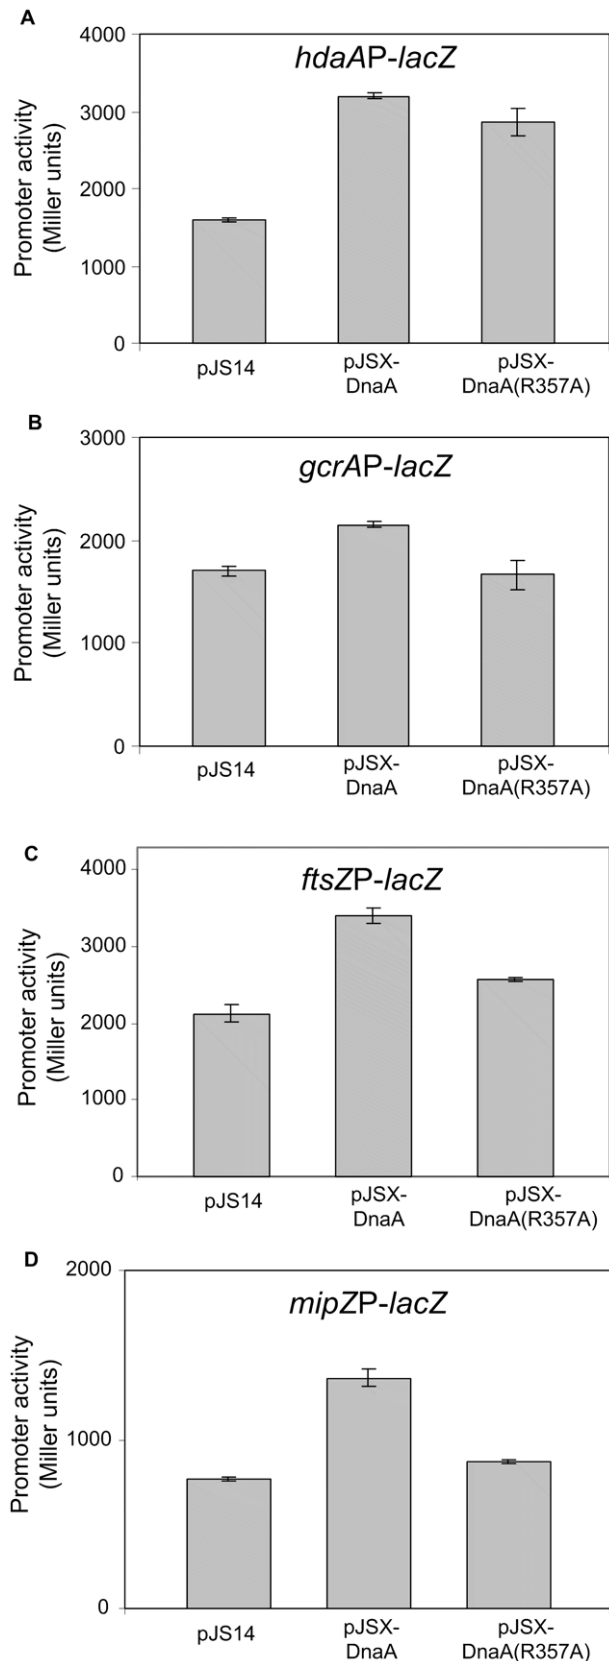 A
hdaAP-lacZ
Promoter activity
(Miller units)
4000
3000
2000
1000
0
pJS14
pJSX-
DnaA
pJSX-
DnaA(R357A)
B
gcrAP-lacZ
Promoter activity
(Miller units)
3000
2000
1000
0
pJS14
pJSX-
DnaA
pJSX-
DnaA(R357A)
C
ftsZP-lacZ
Promoter activity
(Miller units)
4000
3000
2000
1000
0
pJS14
pJSX-
DnaA
pJSX-
DnaA(R357A)
D
mipZP-lacZ
Promoter activity
(Miller units)
2000
1000
0
pJS14
pJSX-
DnaA
pJSX-
DnaA(R357A)